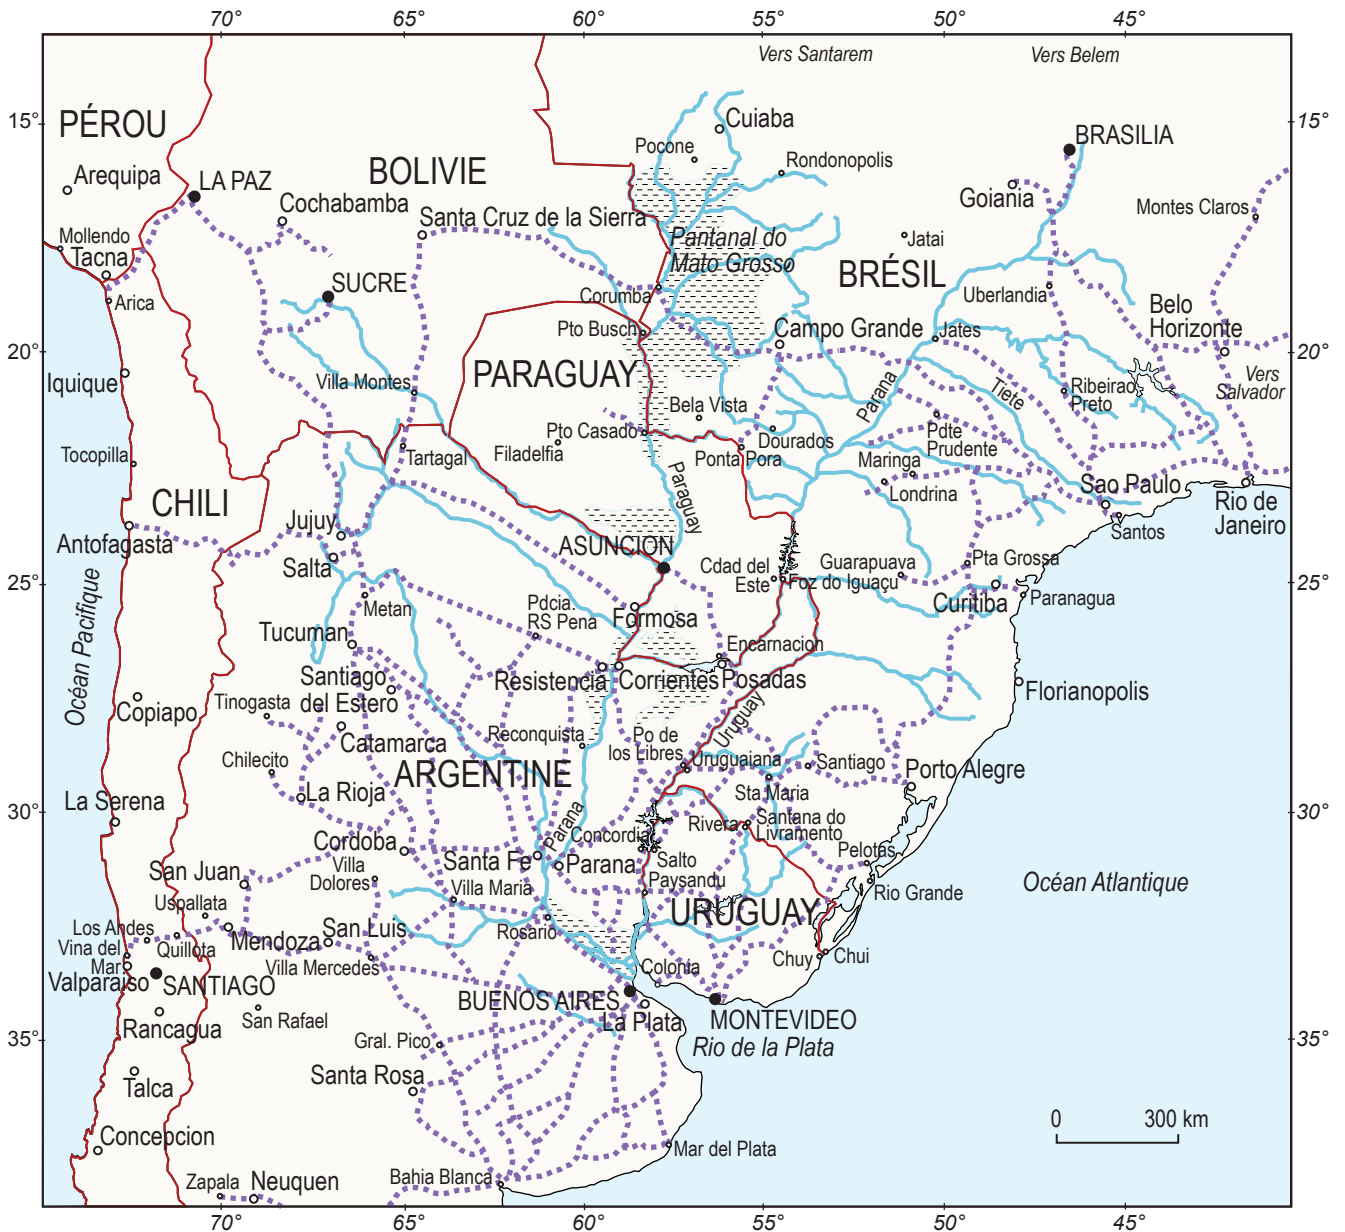 70° 65° 60° 55° 50° 45°
Vers Santarem
Vers Belem
15°
PÉROU
Cuiaba
BRASILIA
15°
Pocone
Rondonopolis
Arequipa
LA PAZ
BOLIVIE
Goiania
Cochabamba
Montes Claros
Mollendo
Santa Cruz de la Sierra
Tacna
Pantanal do
Mato Grosso
Jatai
BRÉSIL
SUCRE
Arica
Corumba
Uberlandia
Belo
Horizonte
Pto Busch
Campo Grande
Jates
20°
20°
Iquique
PARAGUAY
Villa Montes
Parana
Tiete
Ribeirao
Preto
Vers
Salvador
Bela Vista
Pto Casado
Dourados
Pdte
Prudente
Tocopilla
Tartagal
Filadelfia
Ponta Pora
Maringa
Londrina
Sao Paulo
CHILI
Paraguay
Rio de
Janeiro
Jujuy
Santos
Antofagasta
ASUNCION
Salta
Cdad del
Este
Foz do Iguaçu
Guarapuava
Pta Grossa
25°
25°
Océan Pacifique
Metan
Pdcia.
RS Pena
Formosa
Curitiba
Paranagua
Tucuman
Encarnacion
Santiago
del Estero
Resistencia
Corrientes
Posadas
Tinogasta
Florianopolis
Copiapo
Catamarca
Reconquista
Po de
los Libres
Uruguay
Chilecito
ARGENTINE
Uruguaiana
Santiago
Porto Alegre
La Serena
La Rioja
Sta Maria
30°
30°
Parana
Concordia
Rivera
Santana do
Livramento
Cordoba
Santa Fe
Parana
Salto
Pelotas
San Juan
Villa
Dolores
Villa Maria
Paysandu
Rio Grande
Océan Atlantique
Uspallata
URUGUAY
Los Andes
Mendoza
San Luis
Rosario
Vina del
Mar
Quillota
Villa Mercedes
Chuy
Chui
Valparaiso
SANTIAGO
Colonia
BUENOS AIRES
Rancagua
San Rafael
La Plata
MONTEVIDEO
35°
Gral. Pico
Rio de la Plata
35°
Talca
Santa Rosa
0 300 km
Concepcion
Mar del Plata
Zapala
Neuquen
Bahia Blanca
70° 65° 60° 55° 50° 45°